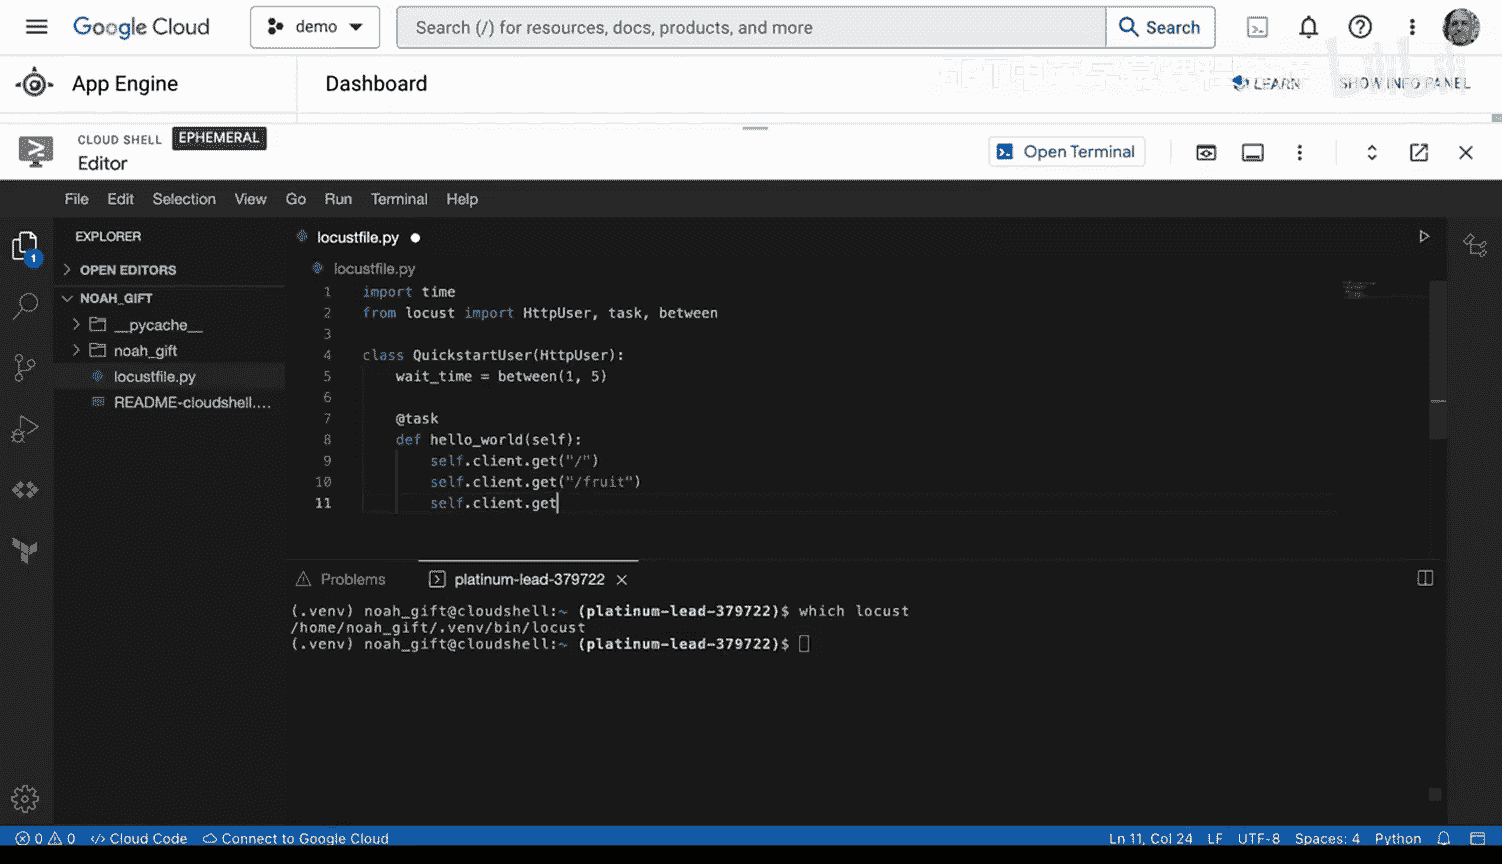 Google Cloud
demo
Search (/) for resources, docs, products, and more
Search
App Engine
Dashboard
LEARN
SHOW INFO PANEL
CLOUD SHELL
EPHEMERAL
Editor
Open Terminal
File Edit Selection View Go Run Terminal Help
EXPLORER
1
OPEN EDITORS
NOAH_GIFT
__pycache__
noah_gift
locustfile.py
README-cloudshell....
locustfile.py
locustfile.py
1 import time
2 from locust import HttpUser, task, between
3
4 class QuickstartUser(HttpUser):
5 wait_time = between(1, 5)
6
7 @task
8 def hello_world(self):
9 self.client.get("/")
10 self.client.get("/fruit")
11 self.client.get
Problems
platinum-lead-379722
(.venv) noah_gift@cloudshell:~ (platinum-lead-379722)$ which locust
/home/noah_gift/.venv/bin/locust
(.venv) noah_gift@cloudshell:~ (platinum-lead-379722)$
0 0 </> Cloud Code Connect to Google Cloud
Ln 11, Col 24 LF UTF-8 Spaces: 4 Python